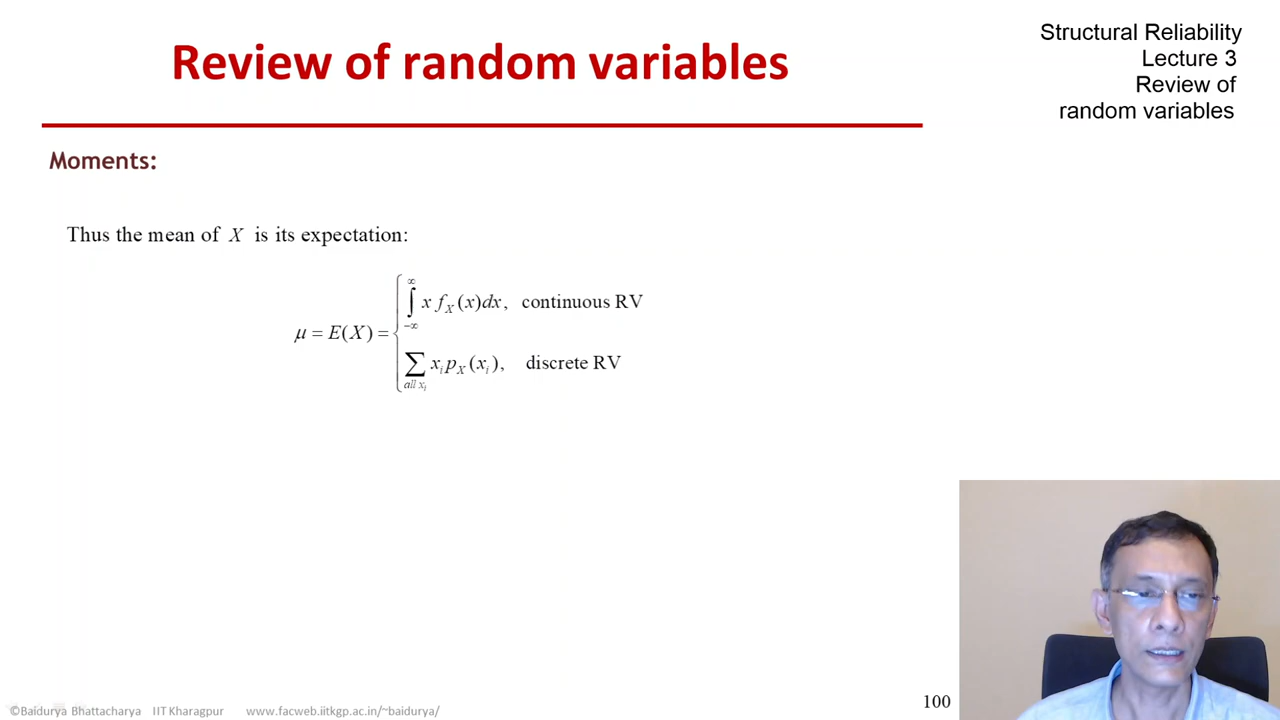 Review of random variables
Structural Reliability
Lecture 3
Review of
random variables
Moments:
Thus the mean of X is its expectation:
μ = E(X) = { ∫_{-∞}^{∞} x f_X(x)dx, continuous RV
∑_{all x_i} x_i p_X(x_i), discrete RV
100
©Baidurya Bhattacharya IIT Kharagpur www.facweb.iitkgp.ac.in/~baidurya/